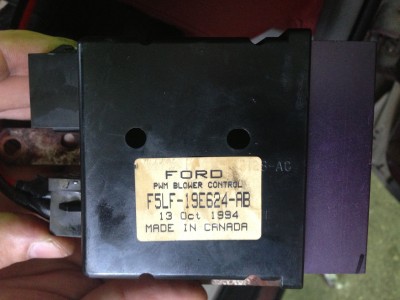 FORD
PWM BLOWER CONTROL
F5LF-19E624-AB
13 Oct 1994
MADE IN CANADA